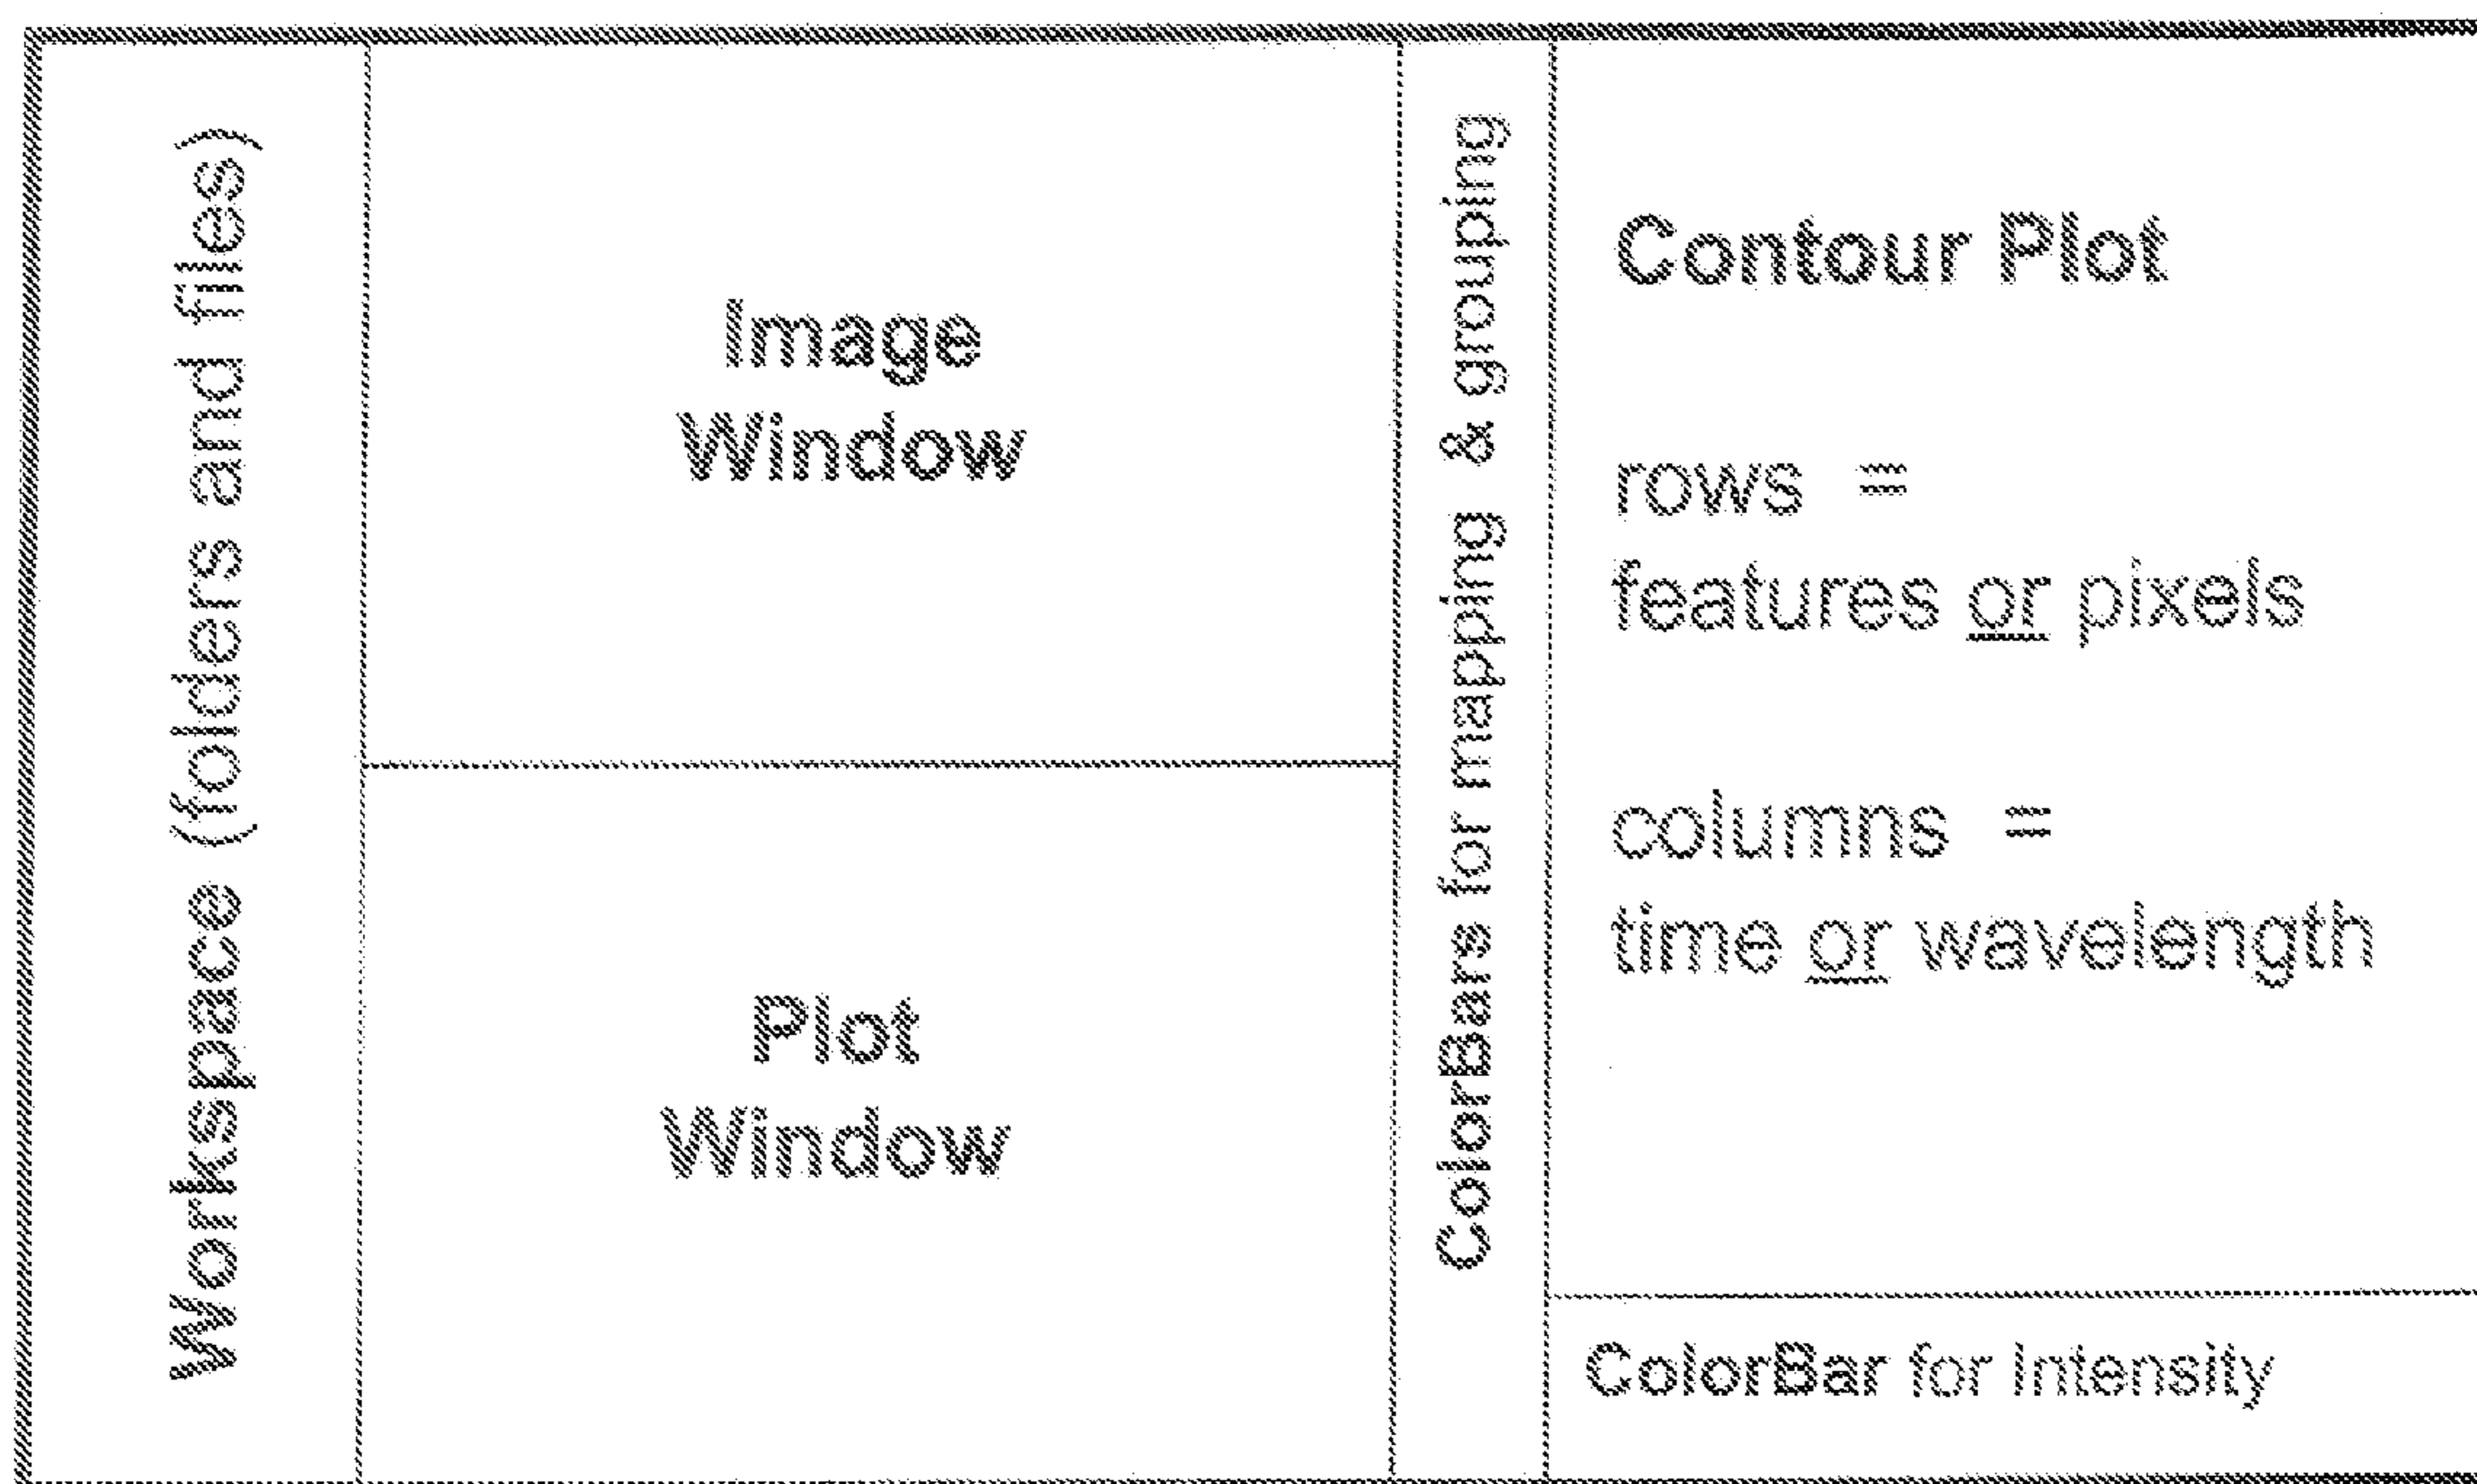 Workspace (folders and files)
Image
Window
Plot
Window
ColorBars for mapping & grouping
Contour Plot
rows =
features or pixels
columns =
time or wavelength
ColorBar for Intensity